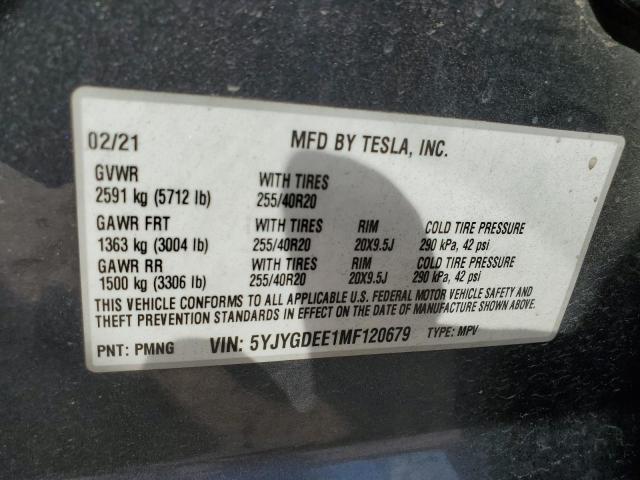 02/21 MFD BY TESLA, INC.
GVWR WITH TIRES
2591 kg (5712 lb) 255/40R20
GAWR FRT WITH TIRES RIM COLD TIRE PRESSURE
1363 kg (3004 lb) 255/40R20 20X9.5J 290 kPa, 42 psi
GAWR RR WITH TIRES RIM COLD TIRE PRESSURE
1500 kg (3306 lb) 255/40R20 20X9.5J 290 kPa, 42 psi
THIS VEHICLE CONFORMS TO ALL APPLICABLE U.S. FEDERAL MOTOR VEHICLE SAFETY AND
THEFT PREVENTION STANDARDS IN EFFECT ON THE DATE OF MANUFACTURE SHOWN ABOVE.
PNT: PMNG VIN: 5YJYGDEE1MF120679 TYPE: MPV